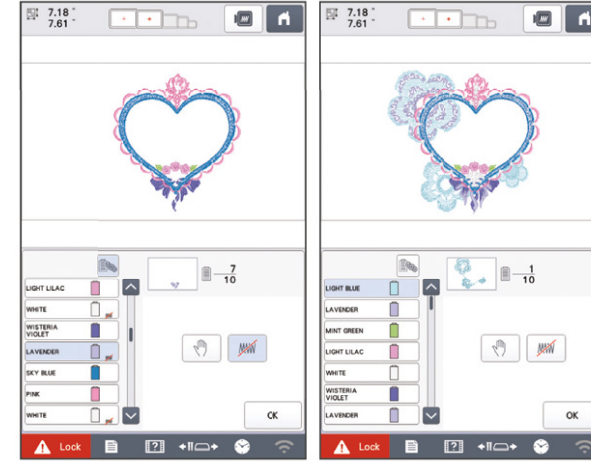 7.18 "
7.61 "
7
10
LIGHT LILAC
WHITE
WISTERIA
VIOLET
LAVENDER
SKY BLUE
PINK
WHITE
OK
Lock
7.18 "
7.61 "
1
10
LIGHT BLUE
LAVENDER
MINT GREEN
LIGHT LILAC
WHITE
WISTERIA
VIOLET
LAVENDER
OK
Lock